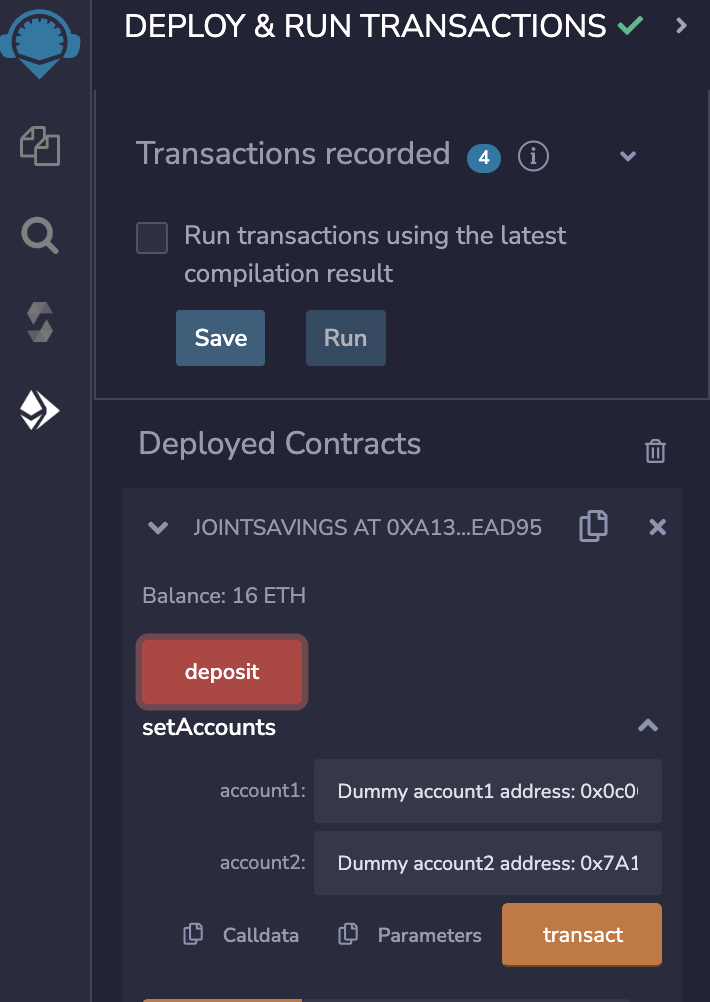 DEPLOY & RUN TRANSACTIONS
Transactions recorded 4 i
Run transactions using the latest
compilation result
Save Run
Deployed Contracts
JOINTSAVINGS AT 0XA13...EAD95
Balance: 16 ETH
deposit
setAccounts
account1: Dummy account1 address: 0x0c0
account2: Dummy account2 address: 0x7A1
Calldata Parameters transact